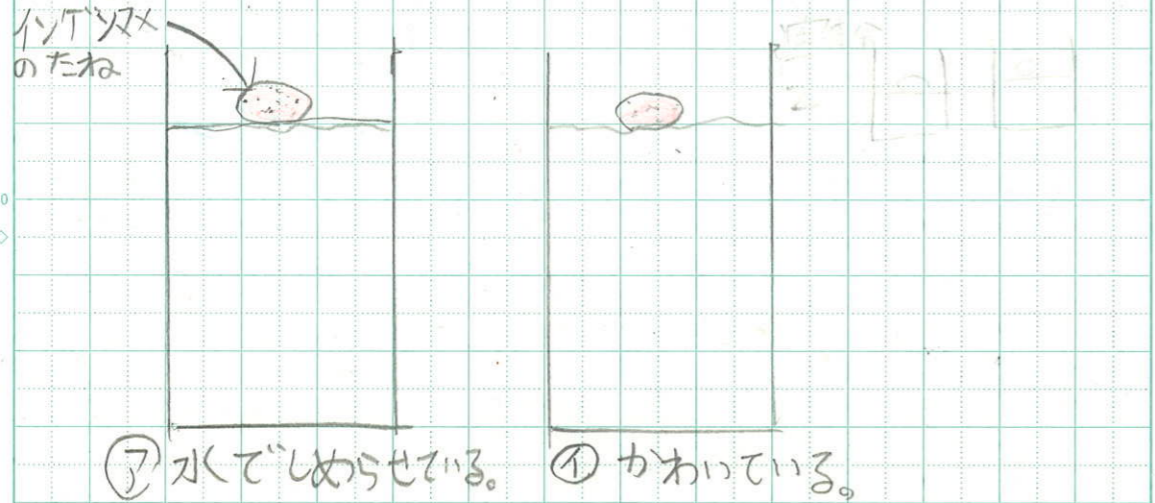 インゲンマメ
のたね
㋐ 水でしめらせている。
㋑ かわいている。